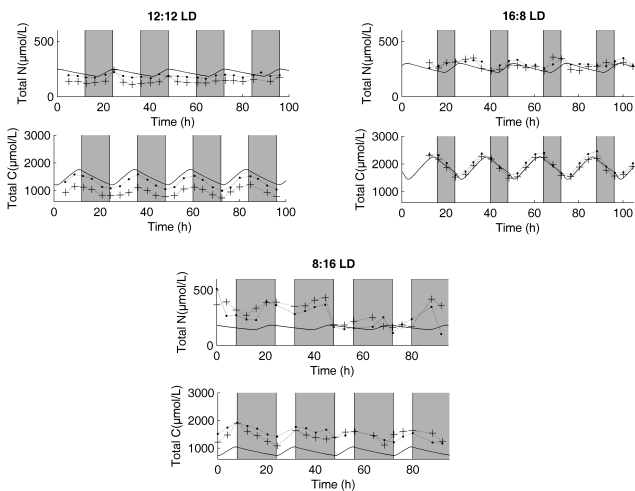 12:12 LD
16:8 LD
Total N(μmol/L)
500
0
0 20 40 60 80 100
Time (h)
Total N(μmol/L)
500
0
0 20 40 60 80 100
Time (h)
Total C(μmol/L)
3000
2000
1000
0 20 40 60 80 100
Time (h)
Total C(μmol/L)
3000
2000
1000
0 20 40 60 80 100
Time (h)
8:16 LD
Total N(μmol/L)
500
0
0 20 40 60 80
Time (h)
Total C(μmol/L)
3000
2000
1000
0 20 40 60 80
Time (h)